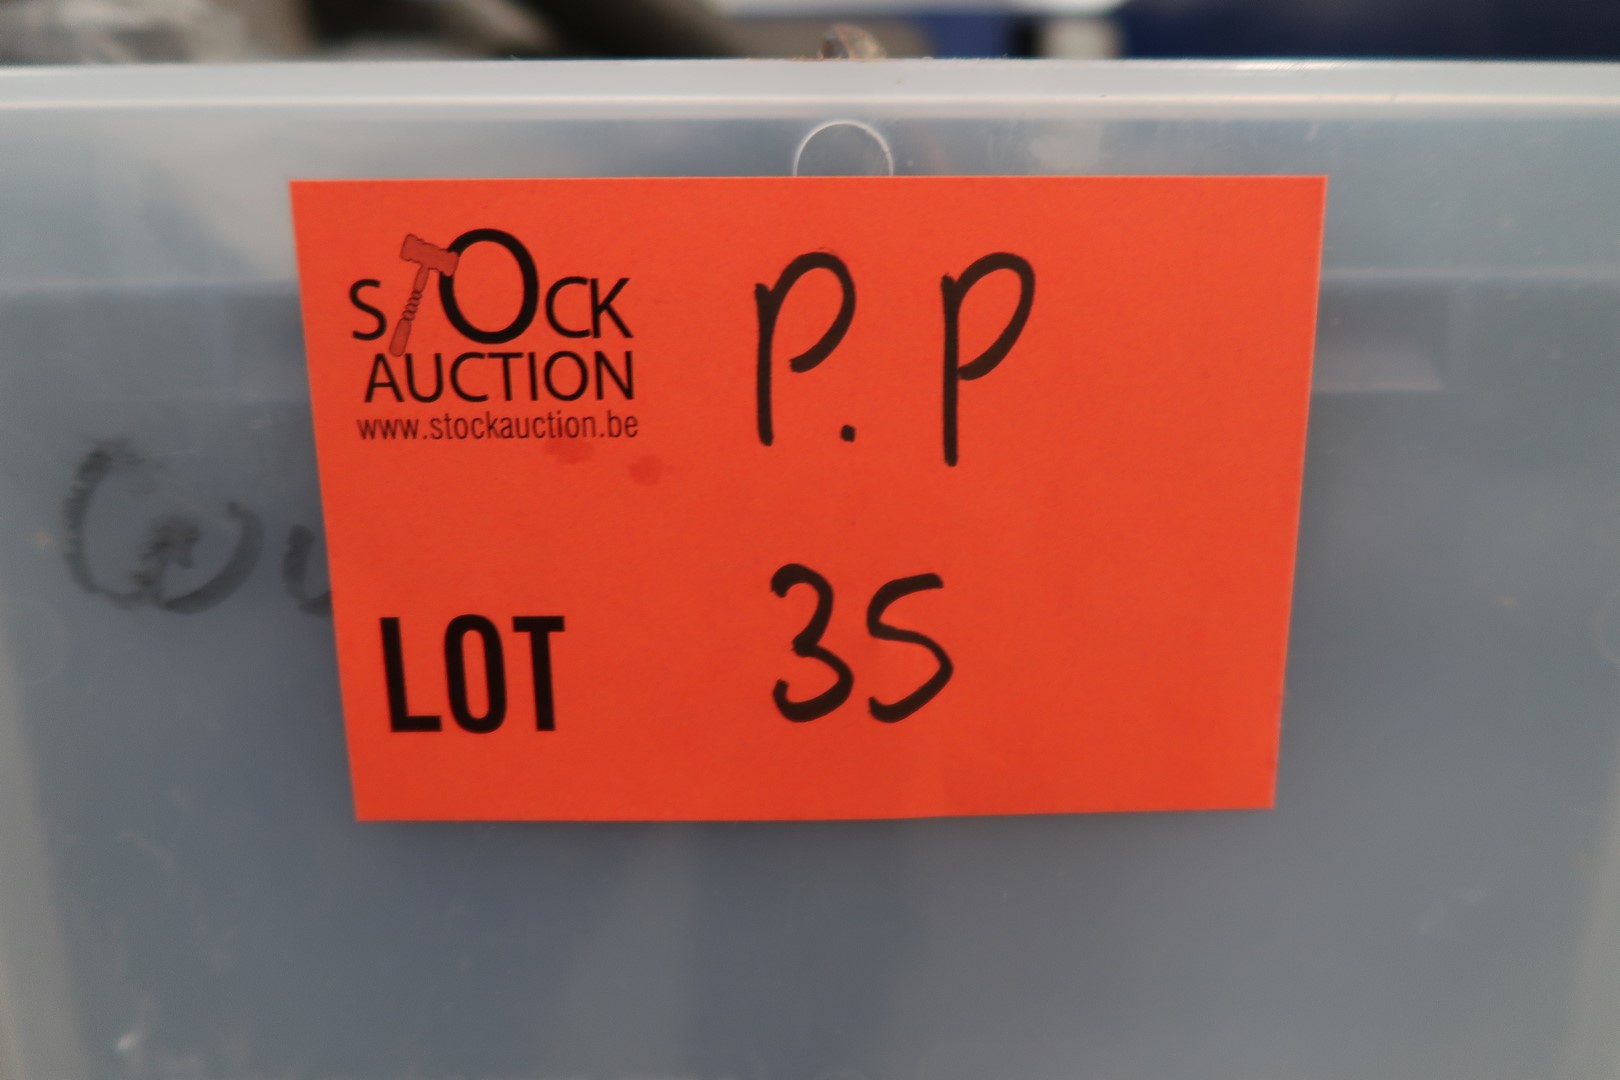 STOCK
AUCTION
www.stockauction.be
P.P
LOT 35